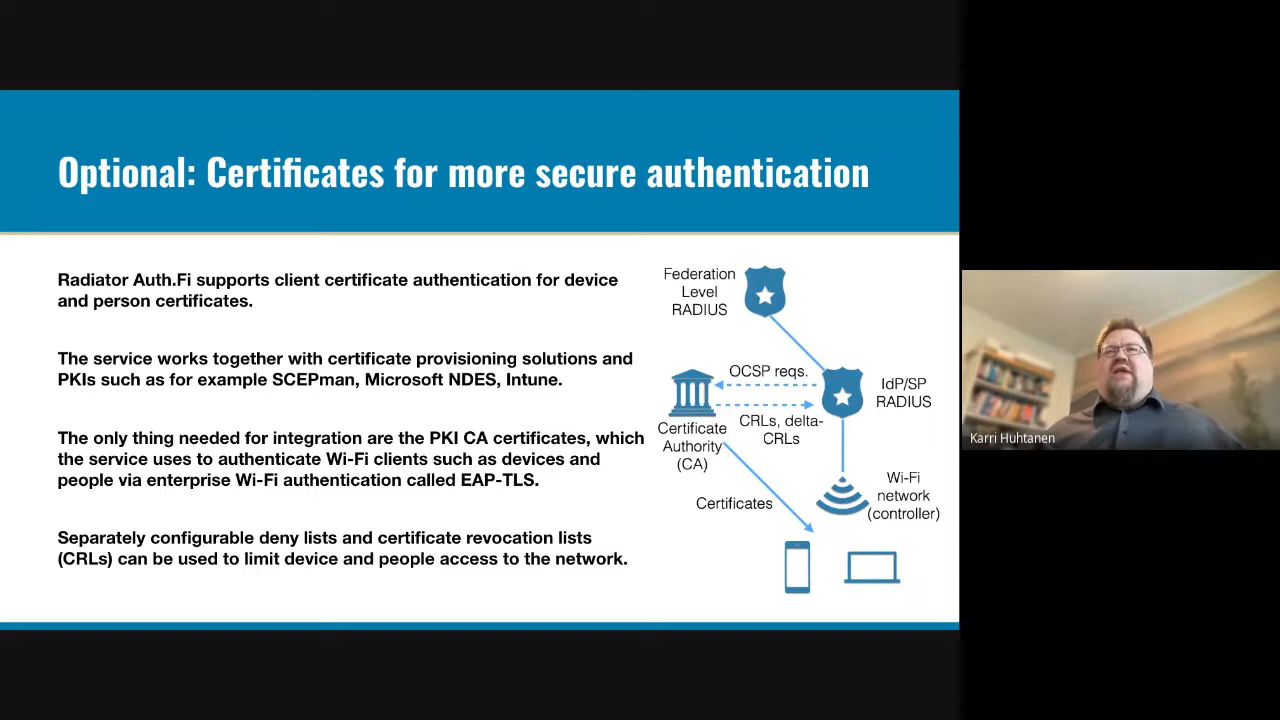 Optional: Certificates for more secure authentication
Radiator Auth.Fi supports client certificate authentication for device
and person certificates.
The service works together with certificate provisioning solutions and
PKIs such as for example SCEPman, Microsoft NDES, Intune.
The only thing needed for integration are the PKI CA certificates, which
the service uses to authenticate Wi-Fi clients such as devices and
people via enterprise Wi-Fi authentication called EAP-TLS.
Separately configurable deny lists and certificate revocation lists
(CRLs) can be used to limit device and people access to the network.
Federation
Level
RADIUS
OCSP reqs.
IdP/SP
RADIUS
CRLs, delta-
CRLs
Certificate
Authority
(CA)
Certificates
Wi-Fi
network
(controller)
Karri Huhtanen